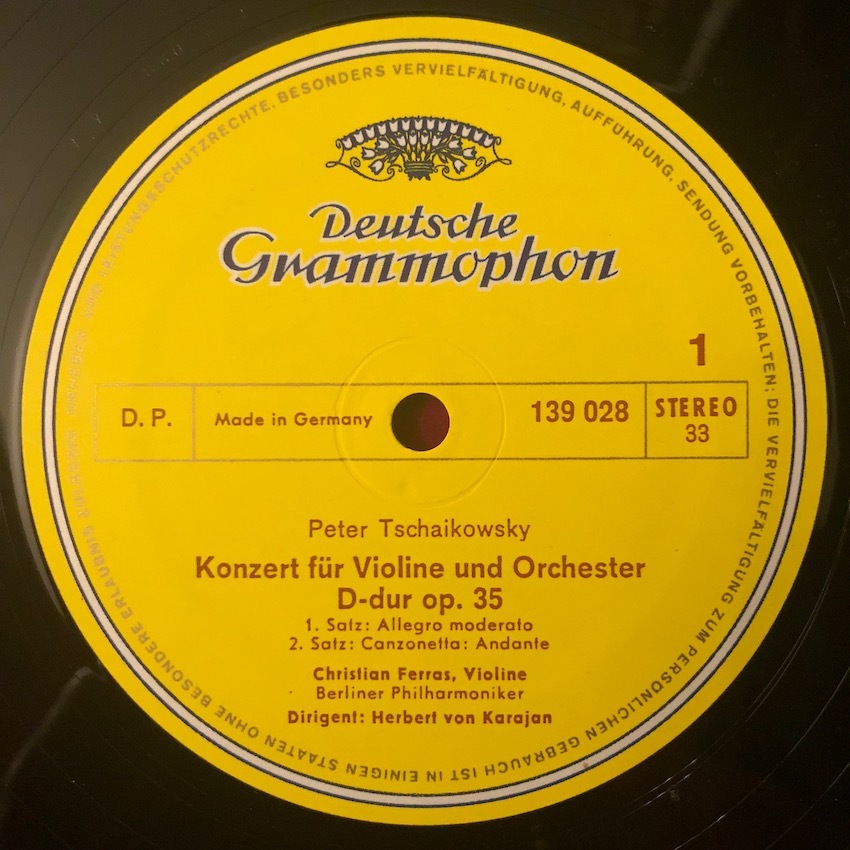 LEISTUNGSSCHUTZRECHTE, BESONDERS VERVIELFÄLTIGUNG, AUFFÜHRUNG, SENDUNG VORBEHALTEN; DIE VERVIELFÄLTIGUNG ZUM PERSÖNLICHEN GEBRAUCH IST IN EINIGEN STAATEN OHNE BESONDERE ERLAUBNIS
Deutsche
Grammophon
1
D. P.
Made in Germany
139 028
STEREO
33
Peter Tschaikowsky
Konzert für Violine und Orchester
D-dur op. 35
1. Satz: Allegro moderato
2. Satz: Canzonetta: Andante
Christian Ferras, Violine
Berliner Philharmoniker
Dirigent: Herbert von Karajan